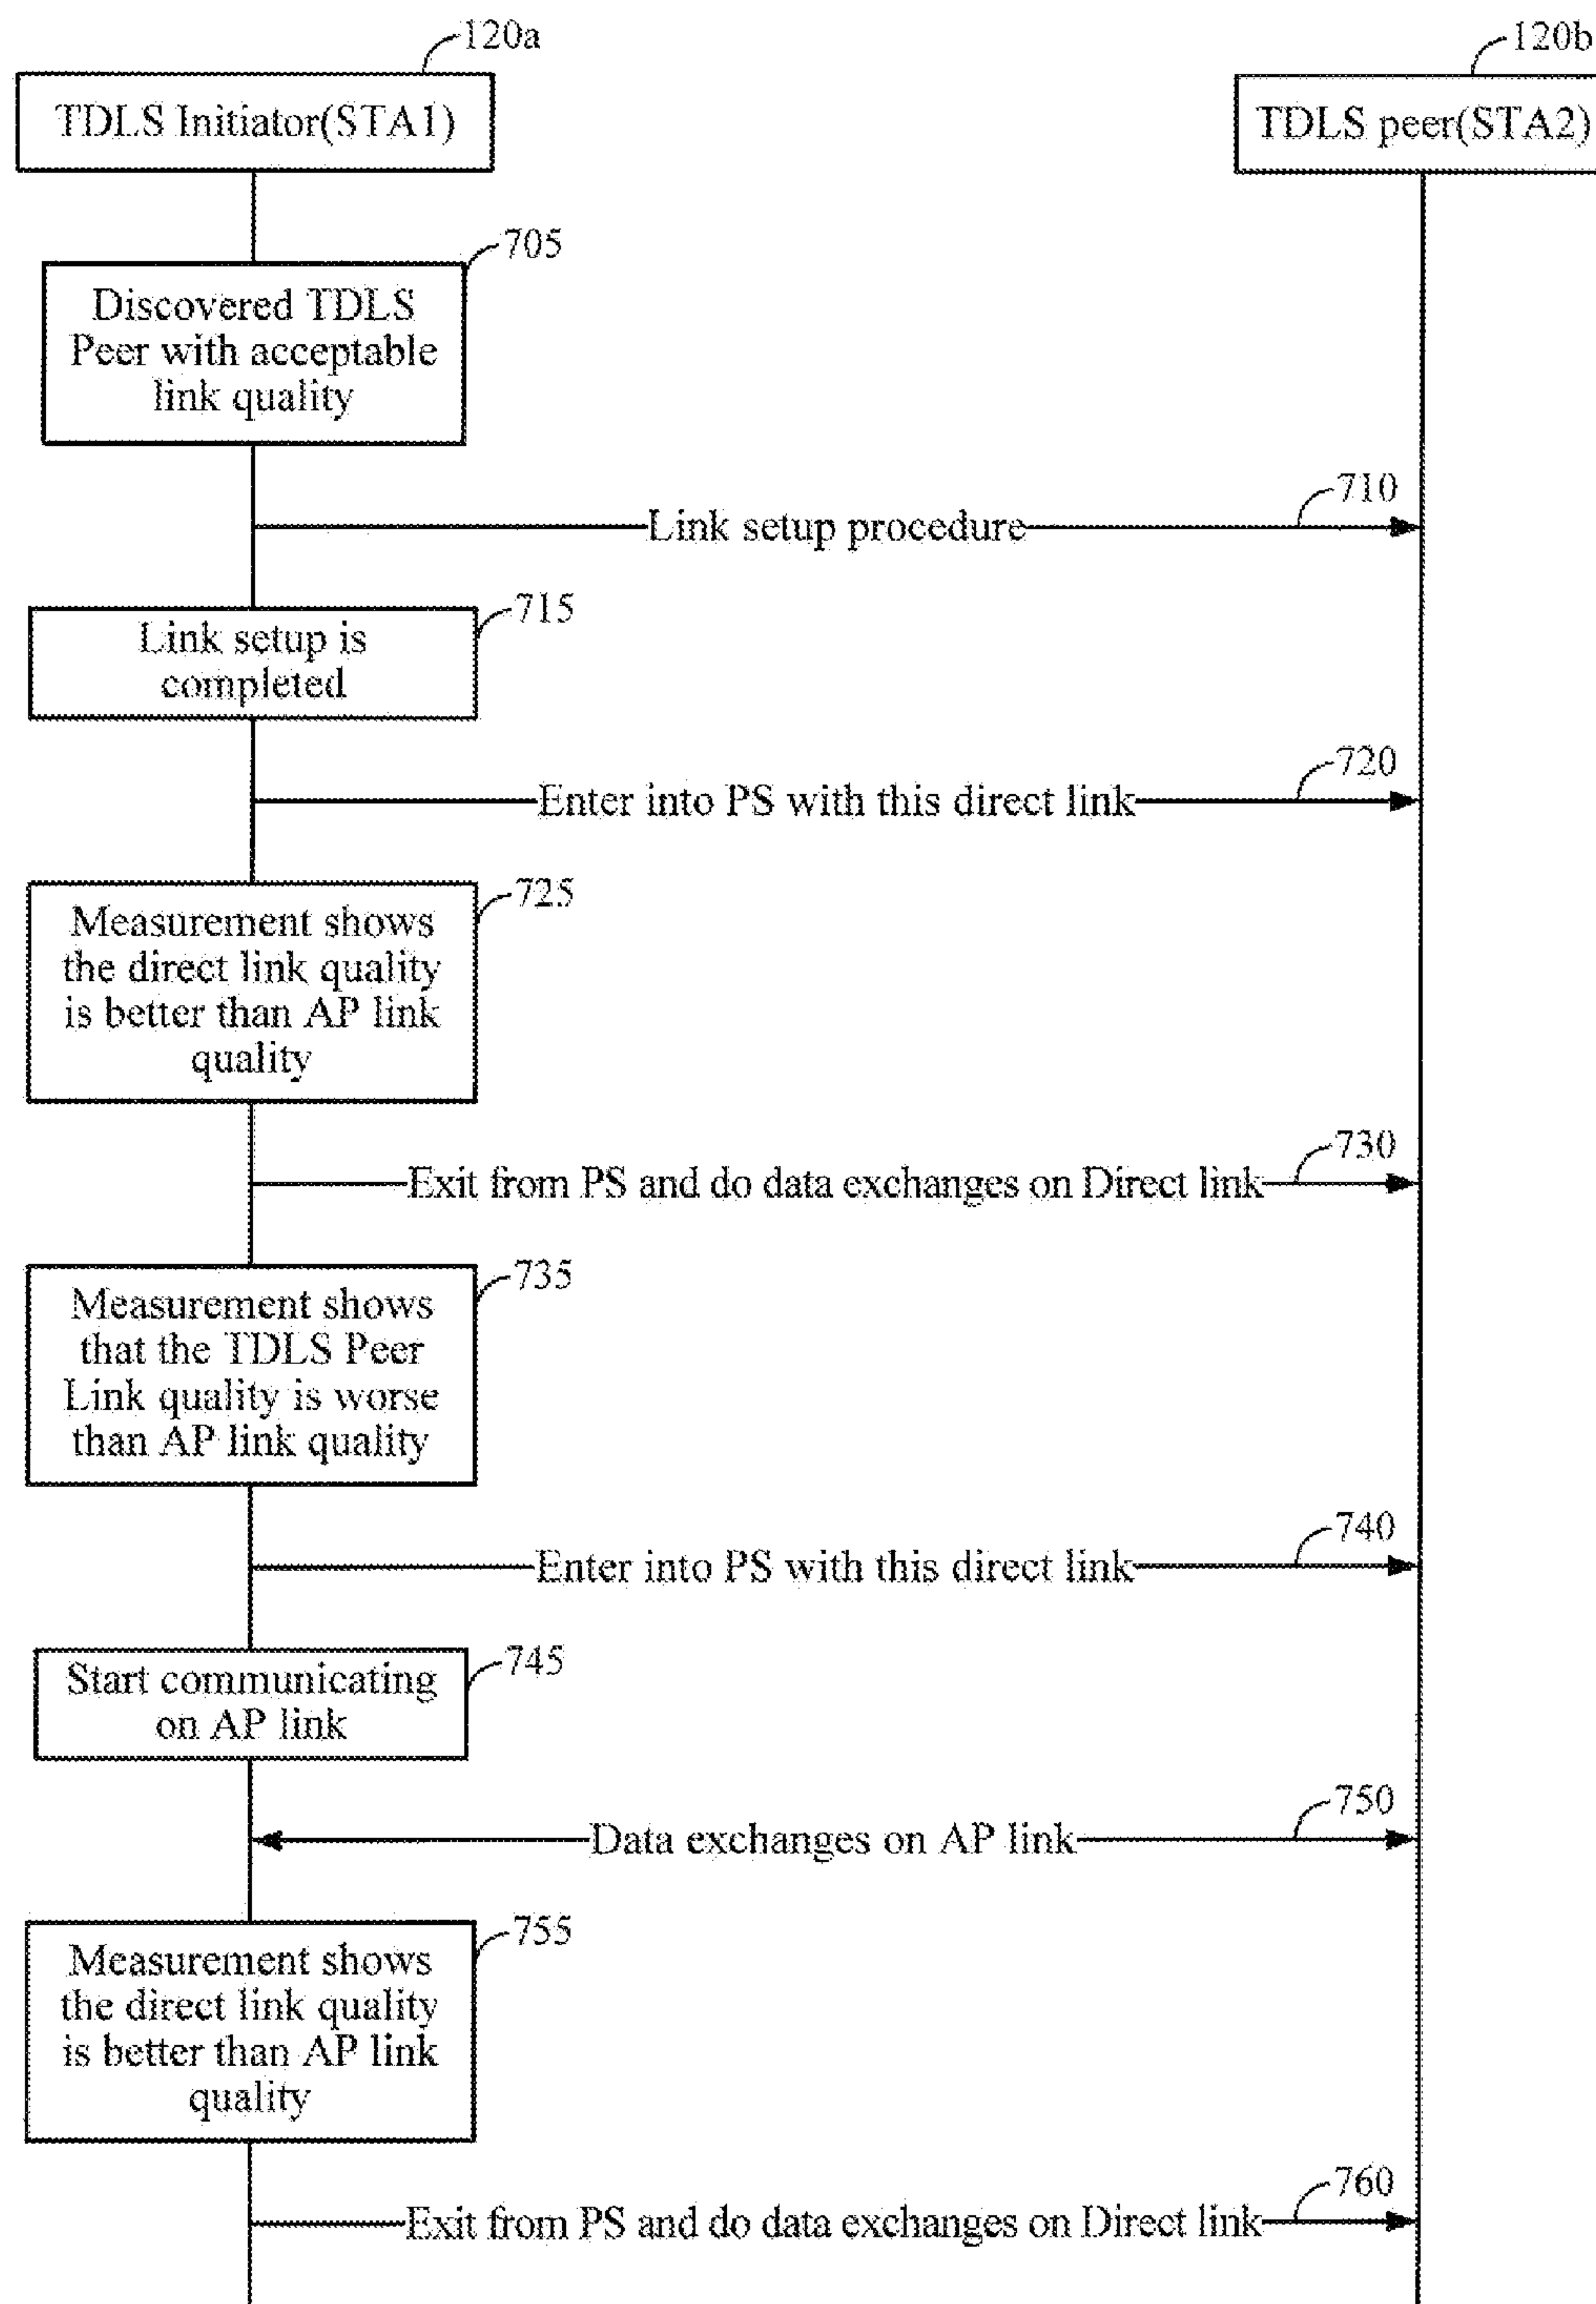 120a
120b
TDLS Initiator(STA1)
TDLS peer(STA2)
705
Discovered TDLS
Peer with acceptable
link quality
710
Link setup procedure
715
Link setup is
completed
720
Enter into PS with this direct link
725
Measurement shows
the direct link quality
is better than AP link
quality
730
Exit from PS and do data exchanges on Direct link
735
Measurement shows
that the TDLS Peer
Link quality is worse
than AP link quality
740
Enter into PS with this direct link
745
Start communicating
on AP link
750
Data exchanges on AP link
755
Measurement shows
the direct link quality
is better than AP link
quality
760
Exit from PS and do data exchanges on Direct link